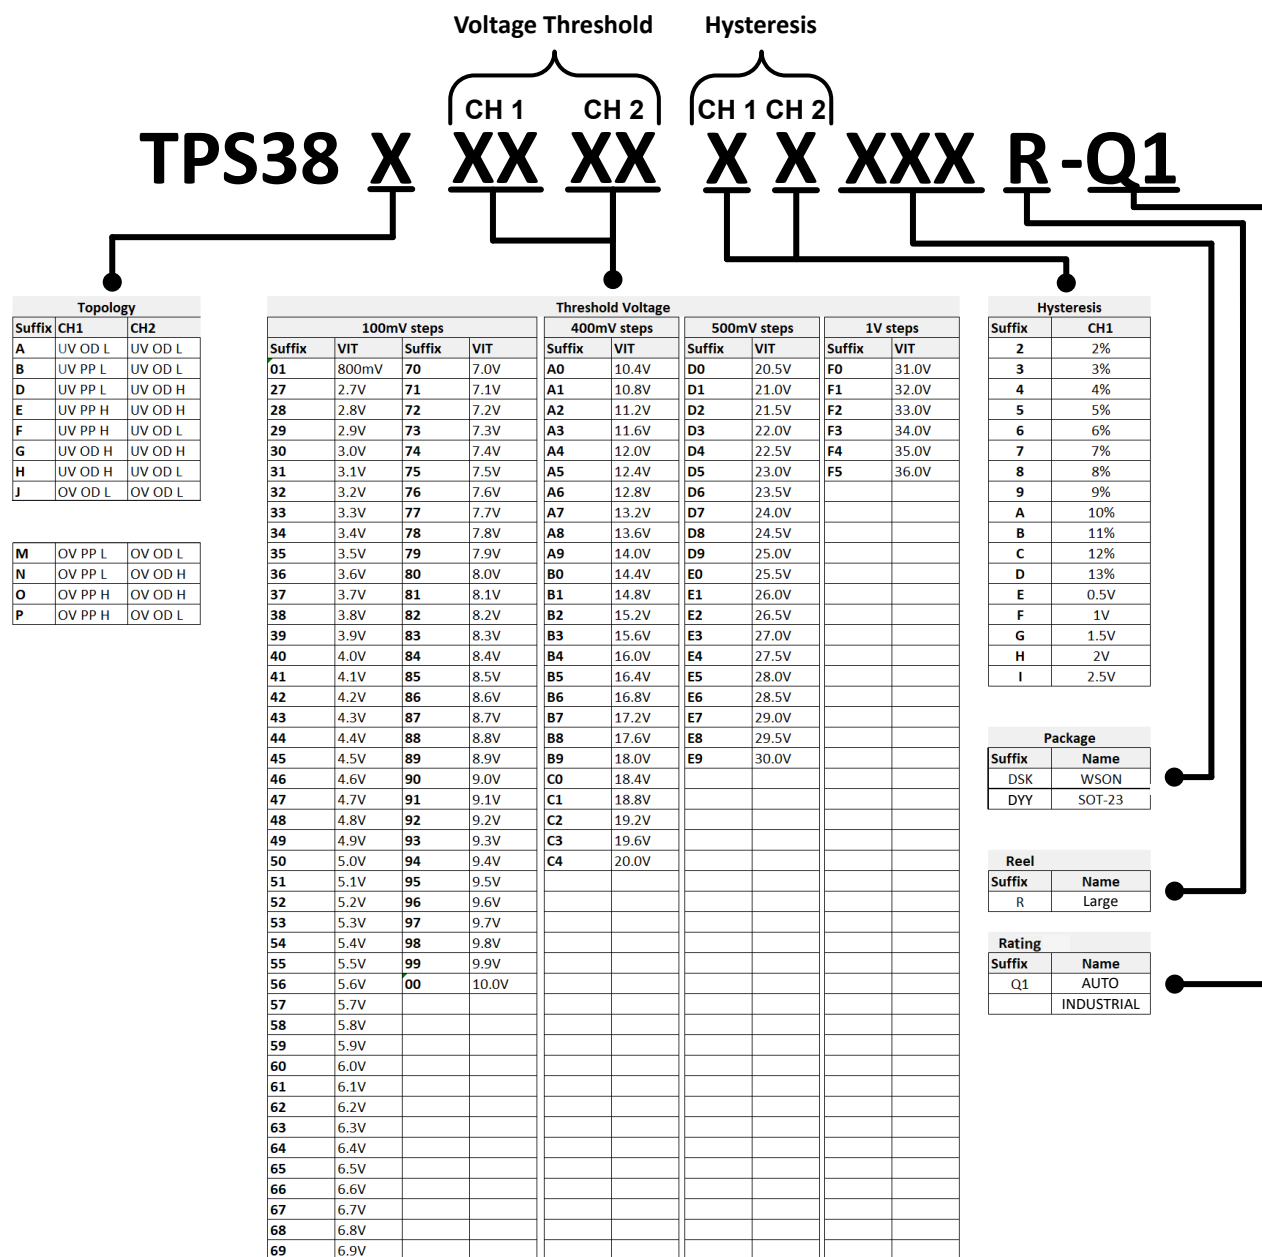 Voltage Threshold Hysteresis
CH 1 CH 2 CH 1 CH 2
TPS38 X XX XX X X XXX R -Q1
Topology
Suffix CH1 CH2
A UV OD L UV OD L
B UV PP L UV OD L
D UV PP L UV OD H
E UV PP H UV OD H
F UV PP H UV OD L
G UV OD H UV OD H
H UV OD H UV OD L
J OV OD L OV OD L
M OV PP L OV OD L
N OV PP L OV OD H
O OV PP H OV OD H
P OV PP H OV OD L
Threshold Voltage
100mV steps 400mV steps 500mV steps 1V steps
Suffix VIT Suffix VIT Suffix VIT Suffix VIT Suffix VIT
01 800mV 70 7.0V A0 10.4V D0 20.5V F0 31.0V
27 2.7V 71 7.1V A1 10.8V D1 21.0V F1 32.0V
28 2.8V 72 7.2V A2 11.2V D2 21.5V F2 33.0V
29 2.9V 73 7.3V A3 11.6V D3 22.0V F3 34.0V
30 3.0V 74 7.4V A4 12.0V D4 22.5V F4 35.0V
31 3.1V 75 7.5V A5 12.4V D5 23.0V F5 36.0V
32 3.2V 76 7.6V A6 12.8V D6 23.5V
33 3.3V 77 7.7V A7 13.2V D7 24.0V
34 3.4V 78 7.8V A8 13.6V D8 24.5V
35 3.5V 79 7.9V A9 14.0V D9 25.0V
36 3.6V 80 8.0V B0 14.4V E0 25.5V
37 3.7V 81 8.1V B1 14.8V E1 26.0V
38 3.8V 82 8.2V B2 15.2V E2 26.5V
39 3.9V 83 8.3V B3 15.6V E3 27.0V
40 4.0V 84 8.4V B4 16.0V E4 27.5V
41 4.1V 85 8.5V B5 16.4V E5 28.0V
42 4.2V 86 8.6V B6 16.8V E6 28.5V
43 4.3V 87 8.7V B7 17.2V E7 29.0V
44 4.4V 88 8.8V B8 17.6V E8 29.5V
45 4.5V 89 8.9V B9 18.0V E9 30.0V
46 4.6V 90 9.0V C0 18.4V
47 4.7V 91 9.1V C1 18.8V
48 4.8V 92 9.2V C2 19.2V
49 4.9V 93 9.3V C3 19.6V
50 5.0V 94 9.4V C4 20.0V
51 5.1V 95 9.5V
52 5.2V 96 9.6V
53 5.3V 97 9.7V
54 5.4V 98 9.8V
55 5.5V 99 9.9V
56 5.6V 00 10.0V
57 5.7V
58 5.8V
59 5.9V
60 6.0V
61 6.1V
62 6.2V
63 6.3V
64 6.4V
65 6.5V
66 6.6V
67 6.7V
68 6.8V
69 6.9V
Hysteresis
Suffix CH1
2 2%
3 3%
4 4%
5 5%
6 6%
7 7%
8 8%
9 9%
A 10%
B 11%
C 12%
D 13%
E 0.5V
F 1V
G 1.5V
H 2V
I 2.5V
Package
Suffix Name
DSK WSON
DYY SOT-23
Reel
Suffix Name
R Large
Rating
Suffix Name
Q1 AUTO
INDUSTRIAL